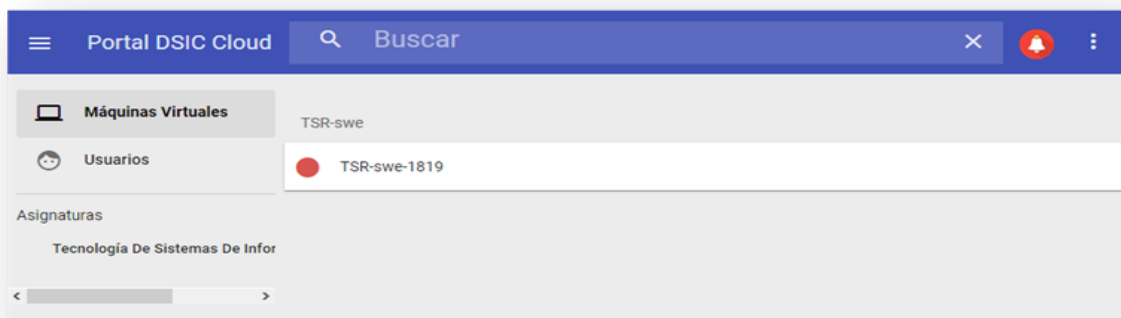 Portal DSIC Cloud
Buscar
Máquinas Virtuales
Usuarios
Asignaturas
Tecnología De Sistemas De Infor
TSR-swe
TSR-swe-1819